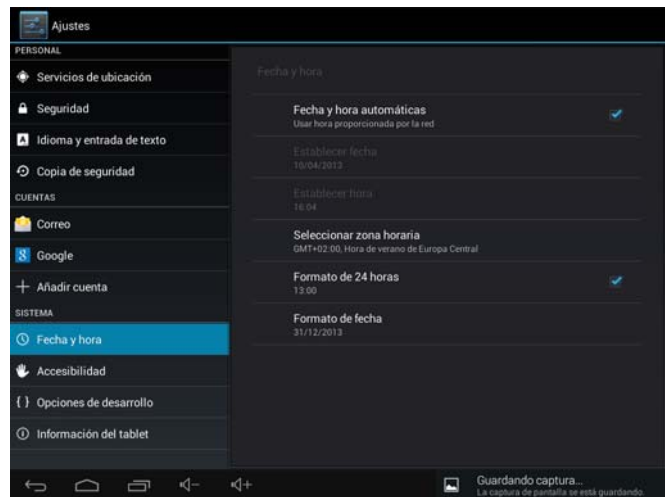 Ajustes
PERSONAL
Servicios de ubicación
Seguridad
Idioma y entrada de texto
Copia de seguridad
CUENTAS
Correo
Google
Añadir cuenta
SISTEMA
Fecha y hora
Accesibilidad
Opciones de desarrollo
Información del tablet
Fecha y hora
Fecha y hora automáticas
Usar hora proporcionada por la red
Establecer fecha
10/04/2013
Establecer hora
16:04
Seleccionar zona horaria
GMT+02:00, Hora de verano de Europa Central
Formato de 24 horas
13:00
Formato de fecha
31/12/2013
Guardando captura...
La captura de pantalla se está guardando.